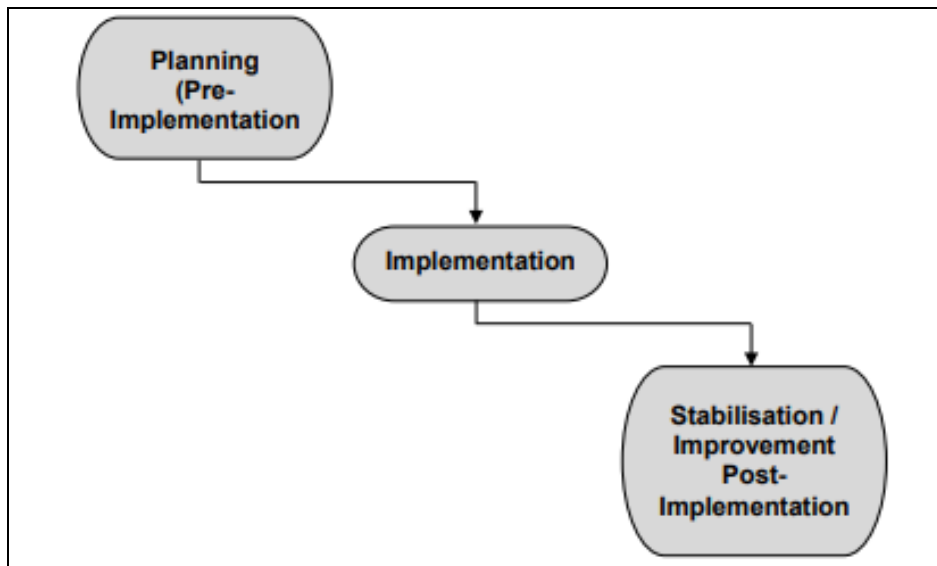 Planning
(Pre-
Implementation
Implementation
Stabilisation /
Improvement
Post-
Implementation